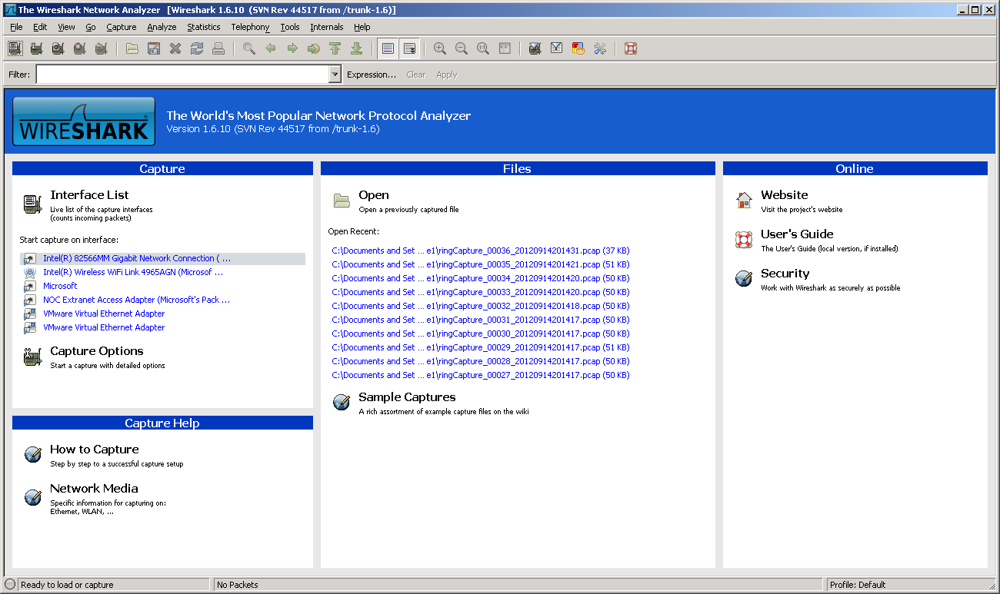 The Wireshark Network Analyzer [Wireshark 1.6.10 (SVN Rev 44517 from /trunk-1.6)]
File Edit View Go Capture Analyze Statistics Telephony Tools Internals Help
Filter: Expression... Clear Apply
WIRESHARK
The World's Most Popular Network Protocol Analyzer
Version 1.6.10 (SVN Rev 44517 from /trunk-1.6)
Capture
Interface List
Live list of the capture interfaces
(counts incoming packets)
Start capture on interface:
Intel(R) 82566MM Gigabit Network Connection ( ...
Intel(R) Wireless WiFi Link 4965AGN (Microsof ...
Microsoft
NOC Extranet Access Adapter (Microsoft's Pack ...
VMware Virtual Ethernet Adapter
VMware Virtual Ethernet Adapter
Capture Options
Start a capture with detailed options
Capture Help
How to Capture
Step by step to a successful capture setup
Network Media
Specific information for capturing on:
Ethernet, WLAN, ...
Files
Open
Open a previously captured file
Open Recent:
C:\Documents and Set ... e1\ringCapture_00036_20120914201431.pcap (37 KB)
C:\Documents and Set ... e1\ringCapture_00035_20120914201421.pcap (51 KB)
C:\Documents and Set ... e1\ringCapture_00034_20120914201420.pcap (50 KB)
C:\Documents and Set ... e1\ringCapture_00033_20120914201420.pcap (50 KB)
C:\Documents and Set ... e1\ringCapture_00032_20120914201418.pcap (50 KB)
C:\Documents and Set ... e1\ringCapture_00031_20120914201417.pcap (50 KB)
C:\Documents and Set ... e1\ringCapture_00030_20120914201417.pcap (50 KB)
C:\Documents and Set ... e1\ringCapture_00029_20120914201417.pcap (51 KB)
C:\Documents and Set ... e1\ringCapture_00028_20120914201417.pcap (50 KB)
C:\Documents and Set ... e1\ringCapture_00027_20120914201417.pcap (50 KB)
Sample Captures
A rich assortment of example capture files on the wiki
Online
Website
Visit the project's website
User's Guide
The User's Guide (local version, if installed)
Security
Work with Wireshark as securely as possible
Ready to load or capture
No Packets
Profile: Default